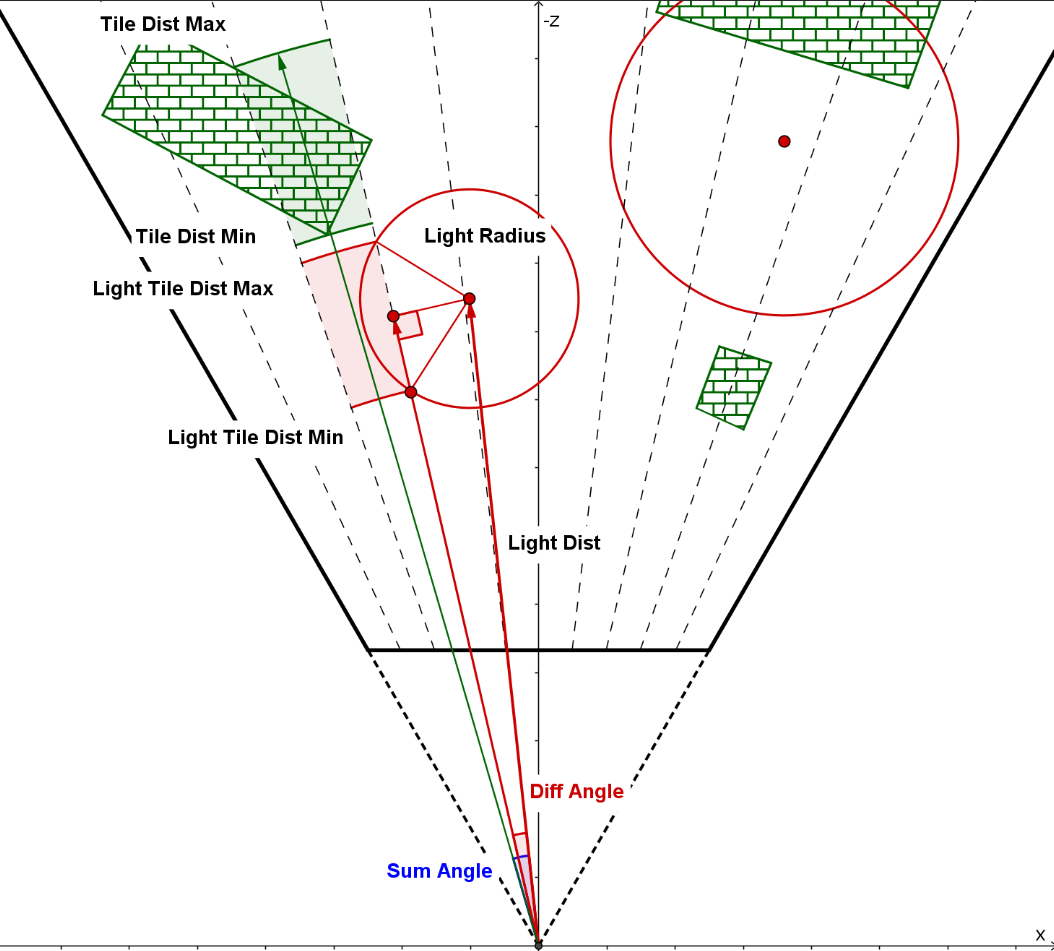 -Z
Tile Dist Max
Tile Dist Min
Light Radius
Light Tile Dist Max
Light Tile Dist Min
Light Dist
Diff Angle
Sum Angle
X